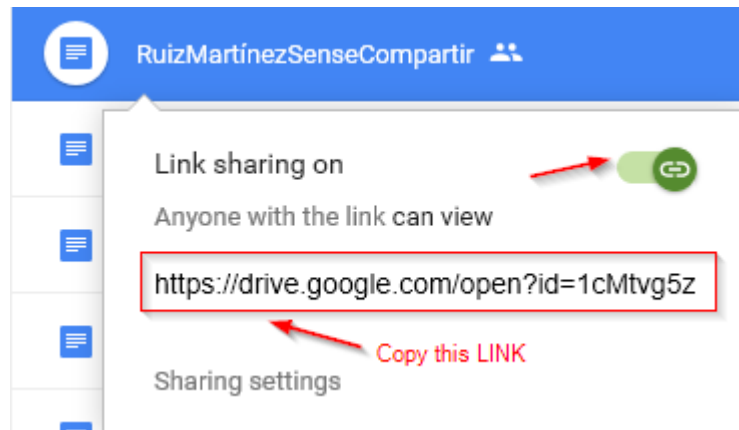 RuizMartínezSenseCompartir
Link sharing on
Anyone with the link can view
https://drive.google.com/open?id=1cMtvg5z
Copy this LINK
Sharing settings